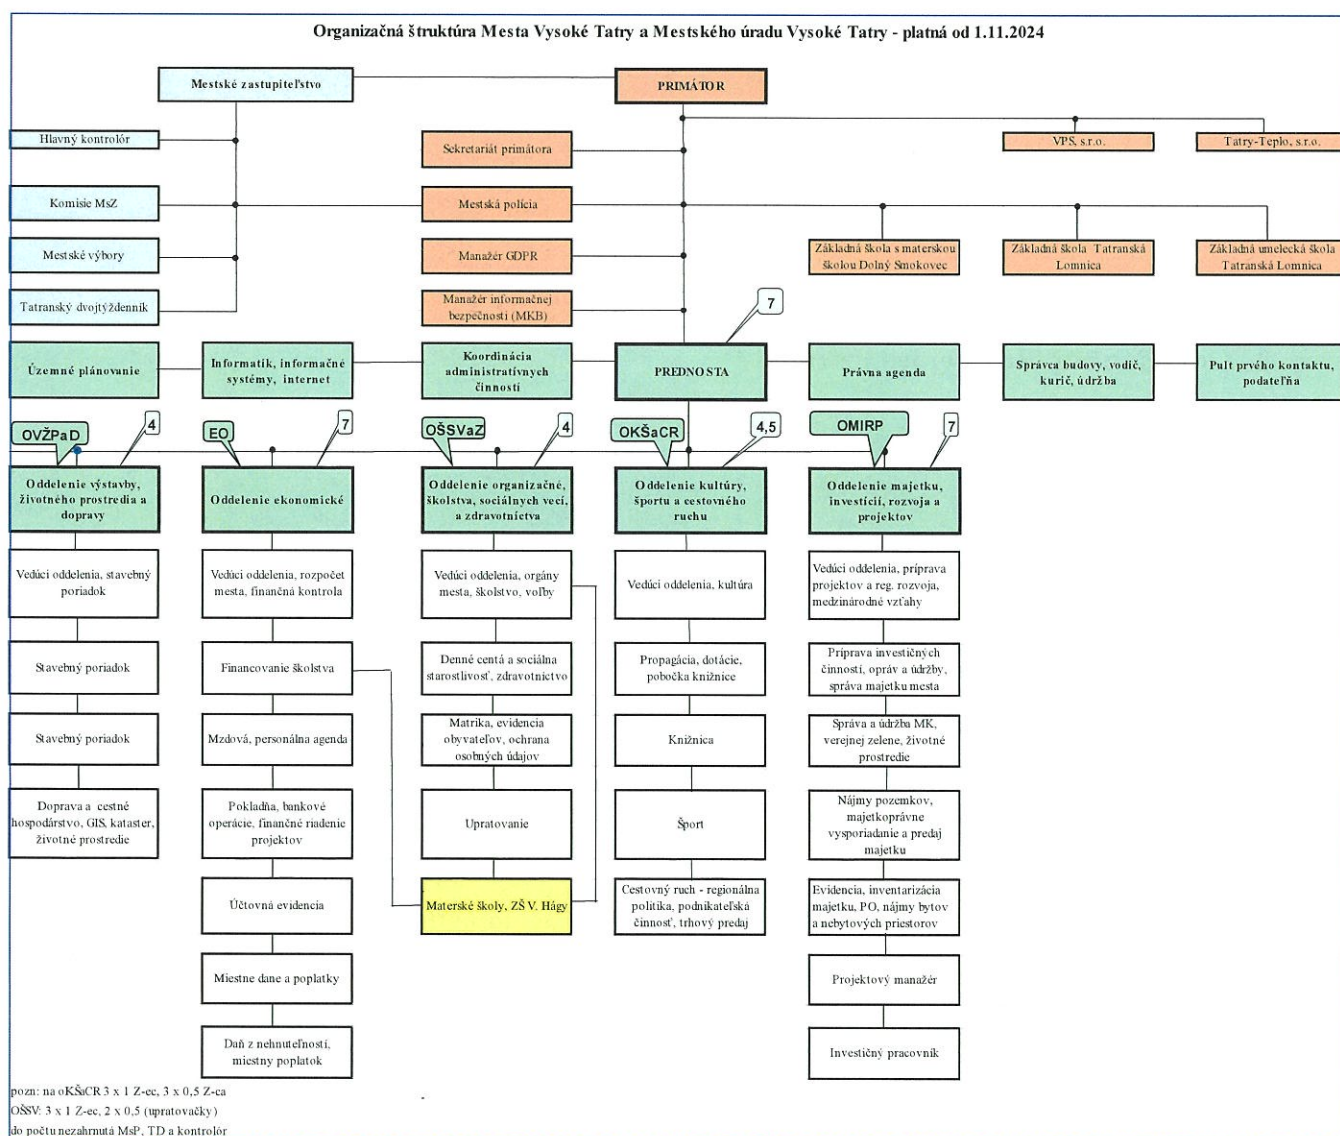 Organizačná štruktúra Mesta Vysoké Tatry a Mestského úradu Vysoké Tatry - platná od 1.11.2024
Mestské zastupiteľstvo
PRIMÁTOR
Hlavný kontrolór
Sekretariát primátora
VPS, s.r.o.
Tatry-Teplo, s.r.o.
Komisie MsZ
Mestská polícia
Mestské výbory
Manažér GDPR
Základná škola s materskou
školou Dolný Smokovec
Základná škola Tatranská
Lomnica
Základná umelecká škola
Tatranská Lomnica
Tatranský dvojtýždenník
Manažér informačnej
bezpečnosti (MKB)
7
Územné plánovanie
Informatik, informačné
systémy, internet
Koordinácia
administratívnych
činností
PREDNOSTA
Právna agenda
Správca budovy, vodič,
kurič, údržba
Pult prvého kontaktu,
podateľňa
OVŽPaD
4
EO
7
OŠSVaZ
4
OKŠaCR
4,5
OMIRP
7
Oddelenie výstavby,
životného prostredia a
dopravy
Oddelenie ekonomické
Oddelenie organizačné,
školstva, sociálnych vecí,
a zdravotníctva
Oddelenie kultúry,
športu a cestovného
ruchu
Oddelenie majetku,
investícií, rozvoja a
projektov
Vedúci oddelenia, stavebný
poriadok
Vedúci oddelenia, rozpočet
mesta, finančná kontrola
Vedúci oddelenia, orgány
mesta, školstvo, voľby
Vedúci oddelenia, kultúra
Vedúci oddelenia, príprava
projektov a reg. rozvoja,
medzinárodné vzťahy
Stavebný poriadok
Financovanie školstva
Denné centá a sociálna
starostlivosť, zdravotníctvo
Propagácia, dotácie,
pobočka knižnice
Príprava investičných
činností, opráv a údržby,
správa majetku mesta
Stavebný poriadok
Mzdová, personálna agenda
Matrika, evidencia
obyvateľov, ochrana
osobných údajov
Knižnica
Správa a údržba MK,
verejnej zelene, životné
prostredie
Doprava a cestné
hospodárstvo, GIS, kataster,
životné prostredie
Pokladňa, bankové
operácie, finančné riadenie
projektov
Upratovanie
Šport
Nájmy pozemkov,
majetkoprávne
vysporiadanie a predaj
majetku
Účtovná evidencia
Materské školy, ZŠ V. Hágy
Cestovný ruch - regionálna
politika, podnikateľská
činnosť, trhový predaj
Evidencia, inventarizácia
majetku, PO, nájmy bytov
a nebytových priestorov
Miestne dane a poplatky
Projektový manažér
Daň z nehnuteľností,
miestny poplatok
Investičný pracovník
pozn: na oKŠaCR 3 x 1 Z-ec, 3 x 0,5 Z-ca
OŠSV: 3 x 1 Z-ec, 2 x 0,5 (upratovačky)
do počtu nezahrnutá MsP, TD a kontrolór